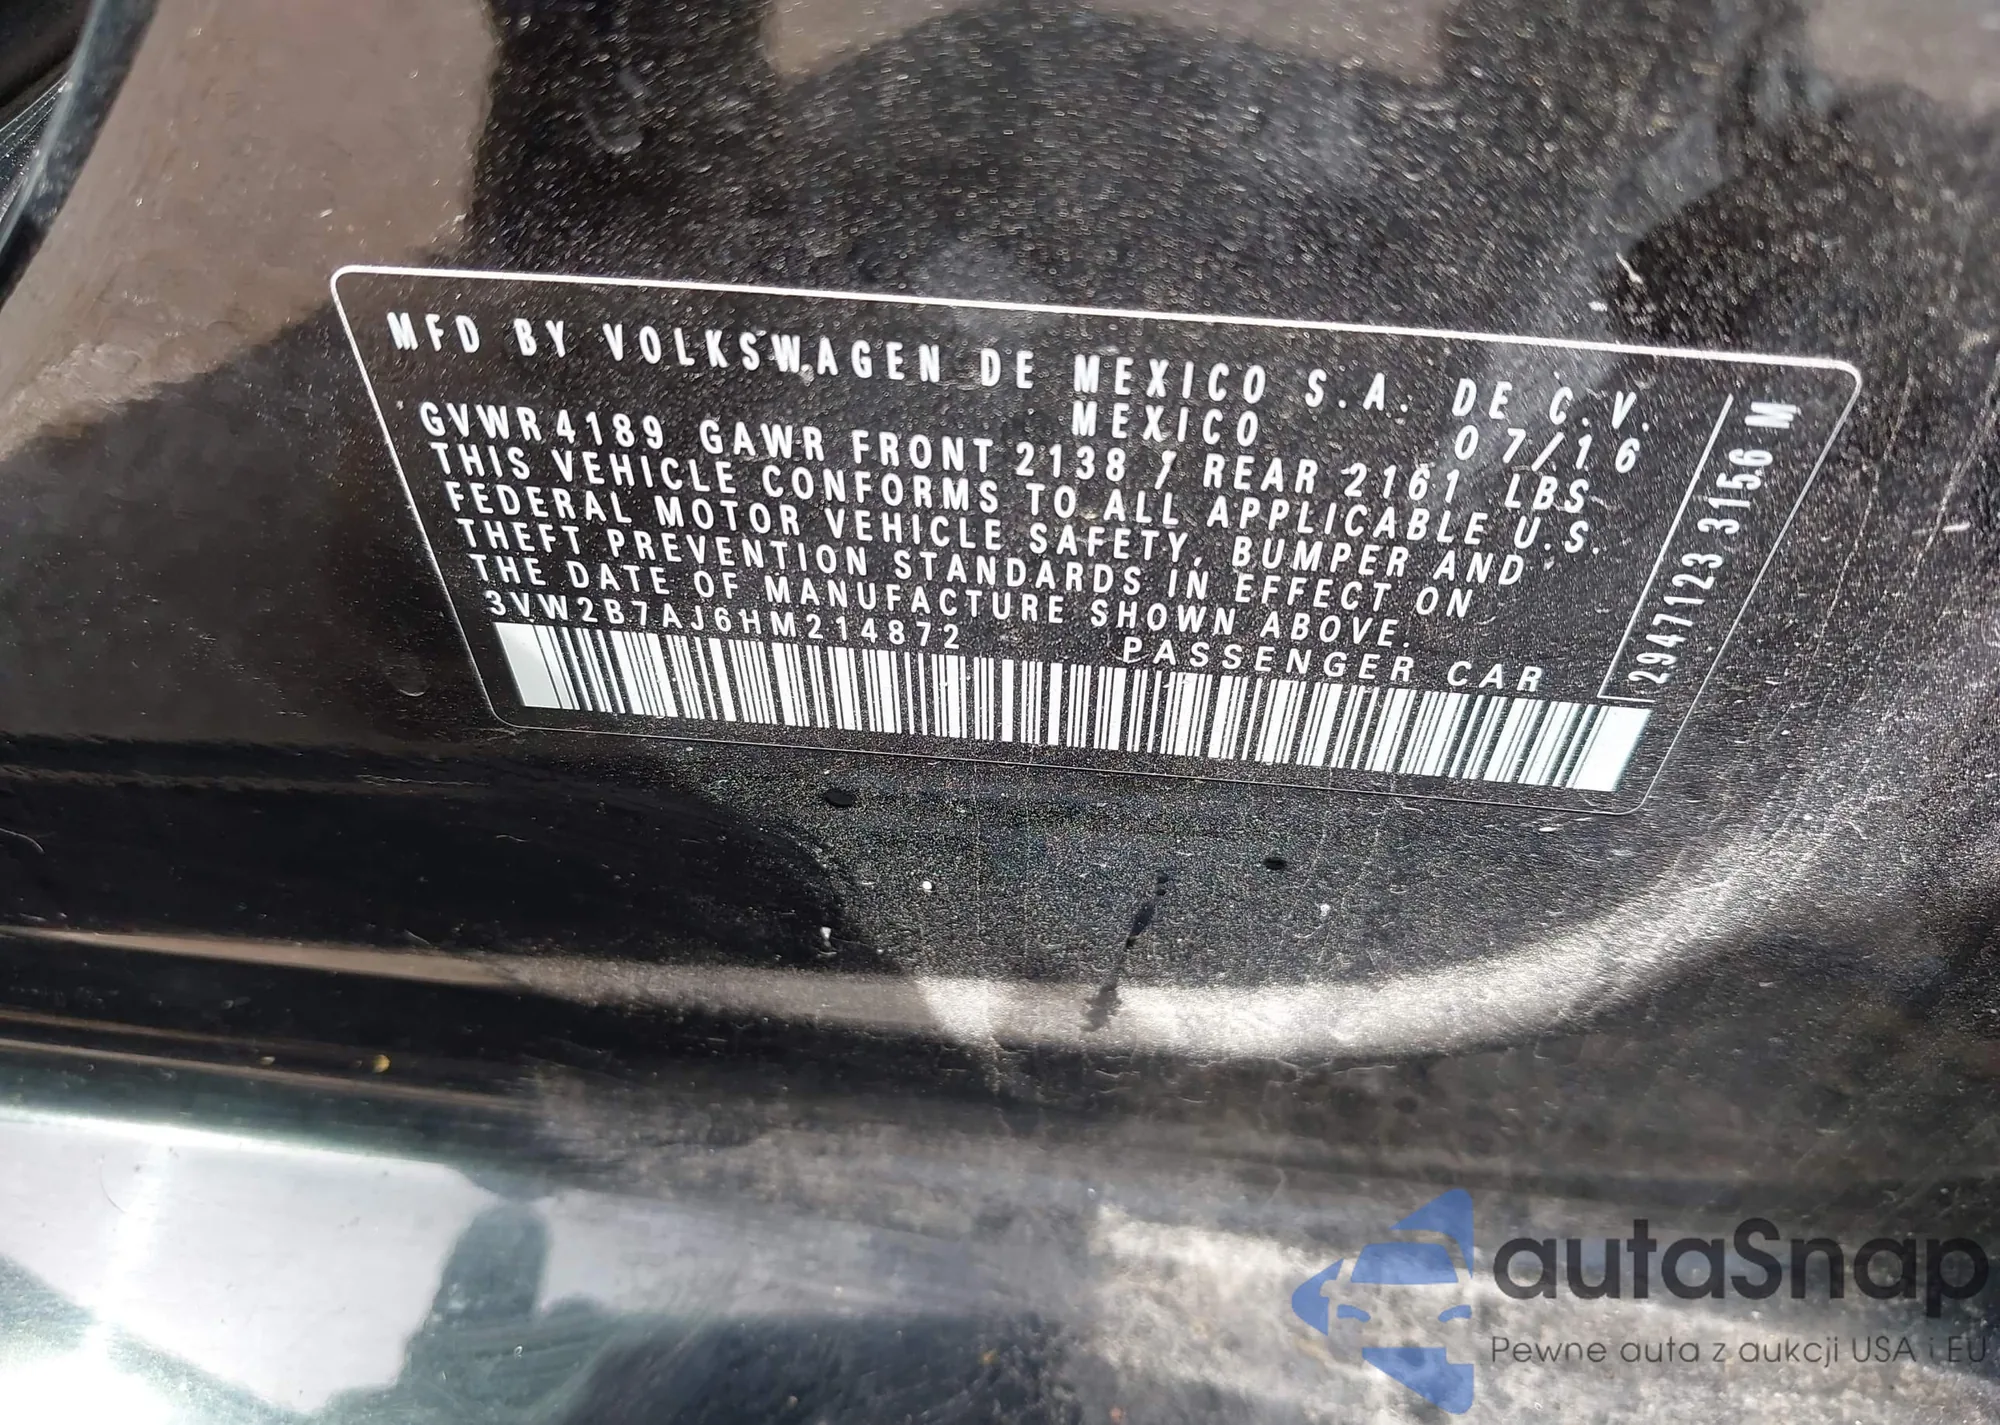 MFD BY VOLKSWAGEN DE MEXICO S.A. DE C.V.
MEXICO 07/16
GVWR 4189 GAWR FRONT 2138 / REAR 2161 LBS
THIS VEHICLE CONFORMS TO ALL APPLICABLE U.S.
FEDERAL MOTOR VEHICLE SAFETY, BUMPER AND
THEFT PREVENTION STANDARDS IN EFFECT ON
THE DATE OF MANUFACTURE SHOWN ABOVE.
3VW2B7AJ6HM214872 PASSENGER CAR
2947123 3156 M
autaSnap
Pewne auta z aukcji USA i EU